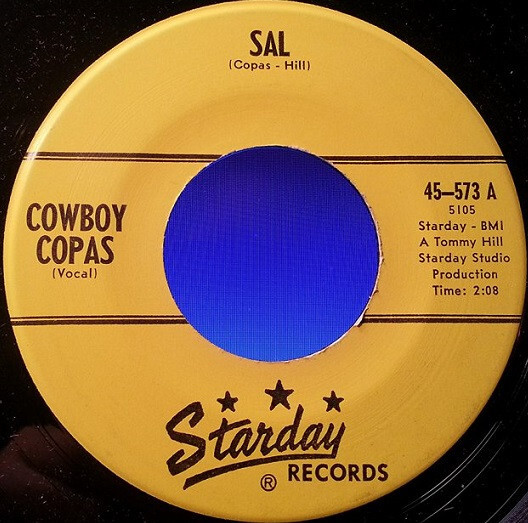 SAL
(Copas - Hill)
COWBOY
COPAS
(Vocal)
45—573 A
5105
Starday - BMI
A Tommy Hill
Starday Studio
Production
Time: 2:08
Starday
® RECORDS